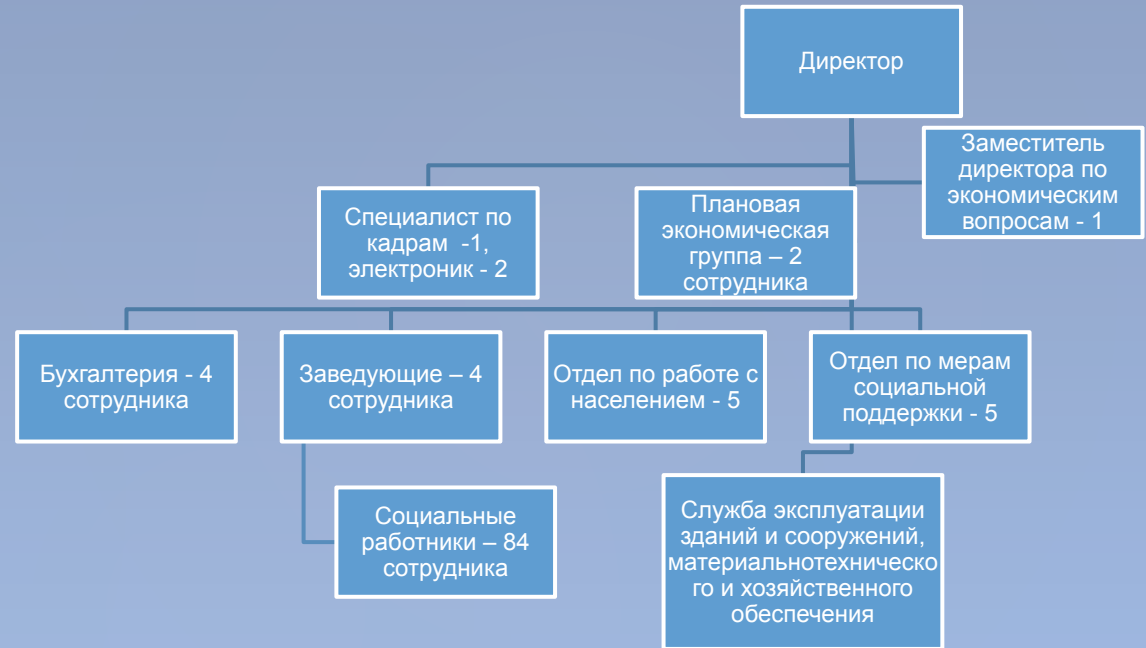 Директор
Заместитель
директора по
экономическим
вопросам - 1
Специалист по
кадрам  -1,
электроник - 2
Плановая
экономическая
группа – 2
сотрудника
Бухгалтерия - 4
сотрудника
Заведующие – 4
сотрудника
Отдел по работе с
населением - 5
Отдел по мерам
социальной
поддержки - 5
Социальные
работники – 84
сотрудника
Служба эксплуатации
зданий и сооружений,
материальнотехническо
го и хозяйственного
обеспечения